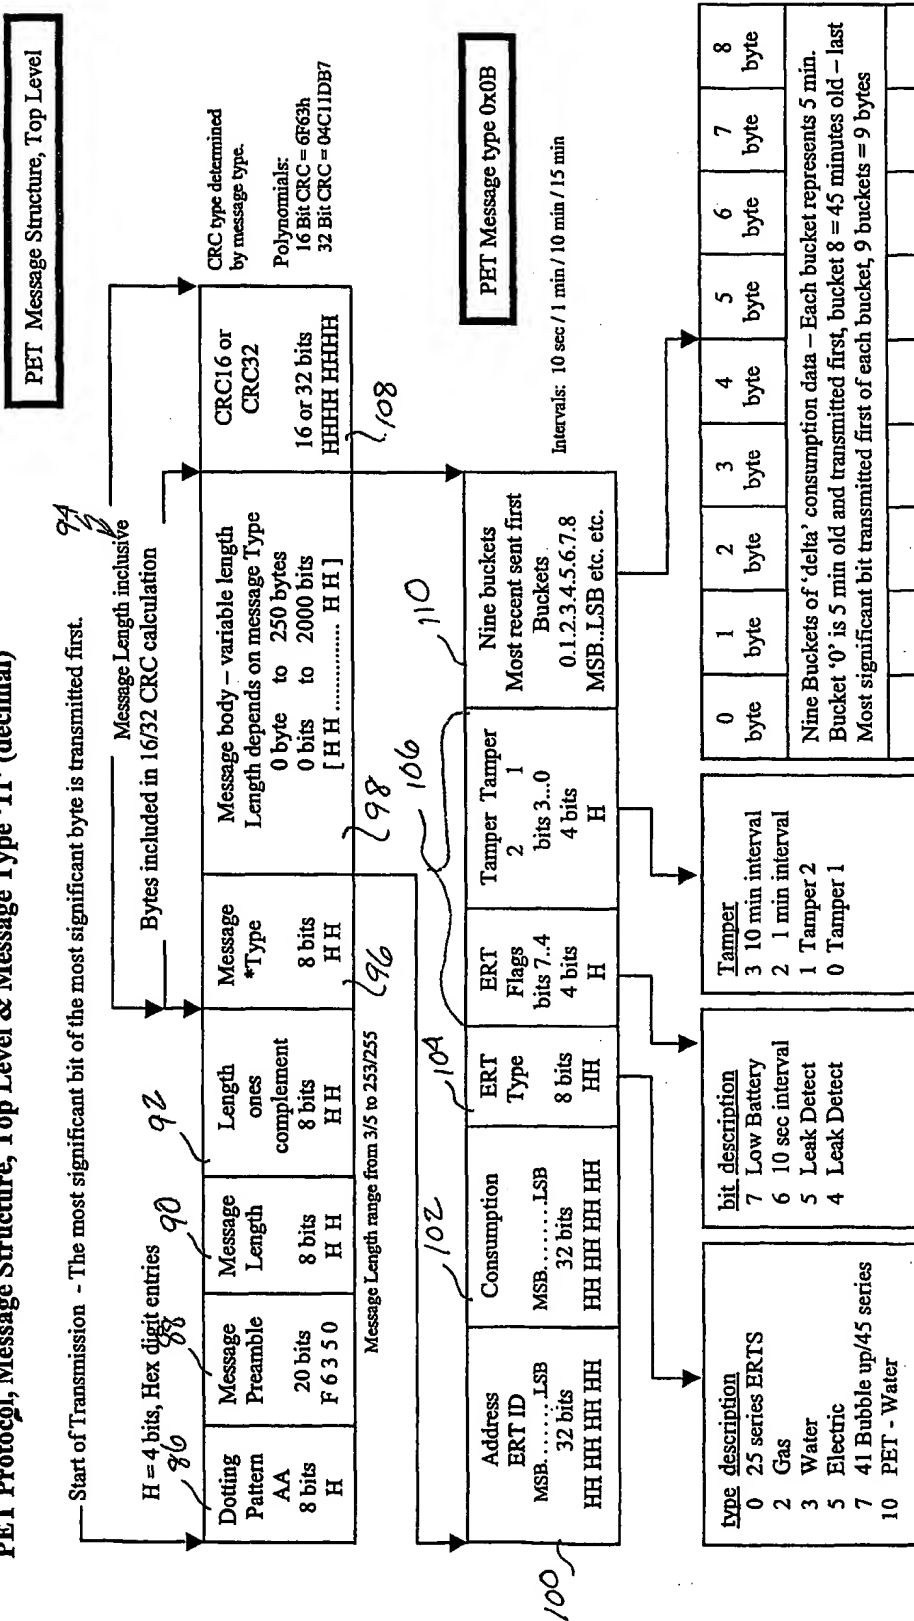 PET Protocol, Message Structure, Top Level & Message Type '11' (decimal)
PET Message Structure, Top Level
Start of Transmission - The most significant bit of the most significant byte is transmitted first.
94
Message Length inclusive
Bytes included in 16/32 CRC calculation
H = 4 bits, Hex digit entries
86
88
90
92
Dotting
Pattern
AA
8 bits
H
Message
Preamble
20 bits
F 6 3 5 0
Message
Length
8 bits
H H
Length
ones
complement
8 bits
H H
Message
*Type
8 bits
H H
Message body – variable length
Length depends on message Type
0 byte to 250 bytes
0 bits to 2000 bits
[ H H ............. H H ]
CRC16 or
CRC32
16 or 32 bits
HHHH HHHH
CRC type determined
by message type.
Polynomials:
16 Bit CRC = 6F63h
32 Bit CRC = 04C11DB7
Message Length range from 3/5 to 253/255
96
98
108
PET Message type 0x0B
100
102
104
106
110
Address
ERT ID
MSB.......LSB
32 bits
HH HH HH HH
Consumption
MSB.........LSB
32 bits
HH HH HH HH
ERT
Type
8 bits
HH
ERT
Flags
bits 7..4
4 bits
H
Tamper Tamper
2 1
bits 3...0
4 bits
H
Nine buckets
Most recent sent first
Buckets
0.1.2.3.4.5.6.7.8
MSB..LSB etc. etc.
Intervals: 10 sec / 1 min / 10 min / 15 min
type description
0 25 series ERTS
2 Gas
3 Water
5 Electric
7 41 Bubble up/45 series
10 PET - Water
bit description
7 Low Battery
6 10 sec interval
5 Leak Detect
4 Leak Detect
Tamper
3 10 min interval
2 1 min interval
1 Tamper 2
0 Tamper 1
0 1 2 3 4 5 6 7 8
byte byte byte byte byte byte byte byte byte
Nine Buckets of 'delta' consumption data – Each bucket represents 5 min.
Bucket '0' is 5 min old and transmitted first, bucket 8 = 45 minutes old – last
Most significant bit transmitted first of each bucket, 9 buckets = 9 bytes